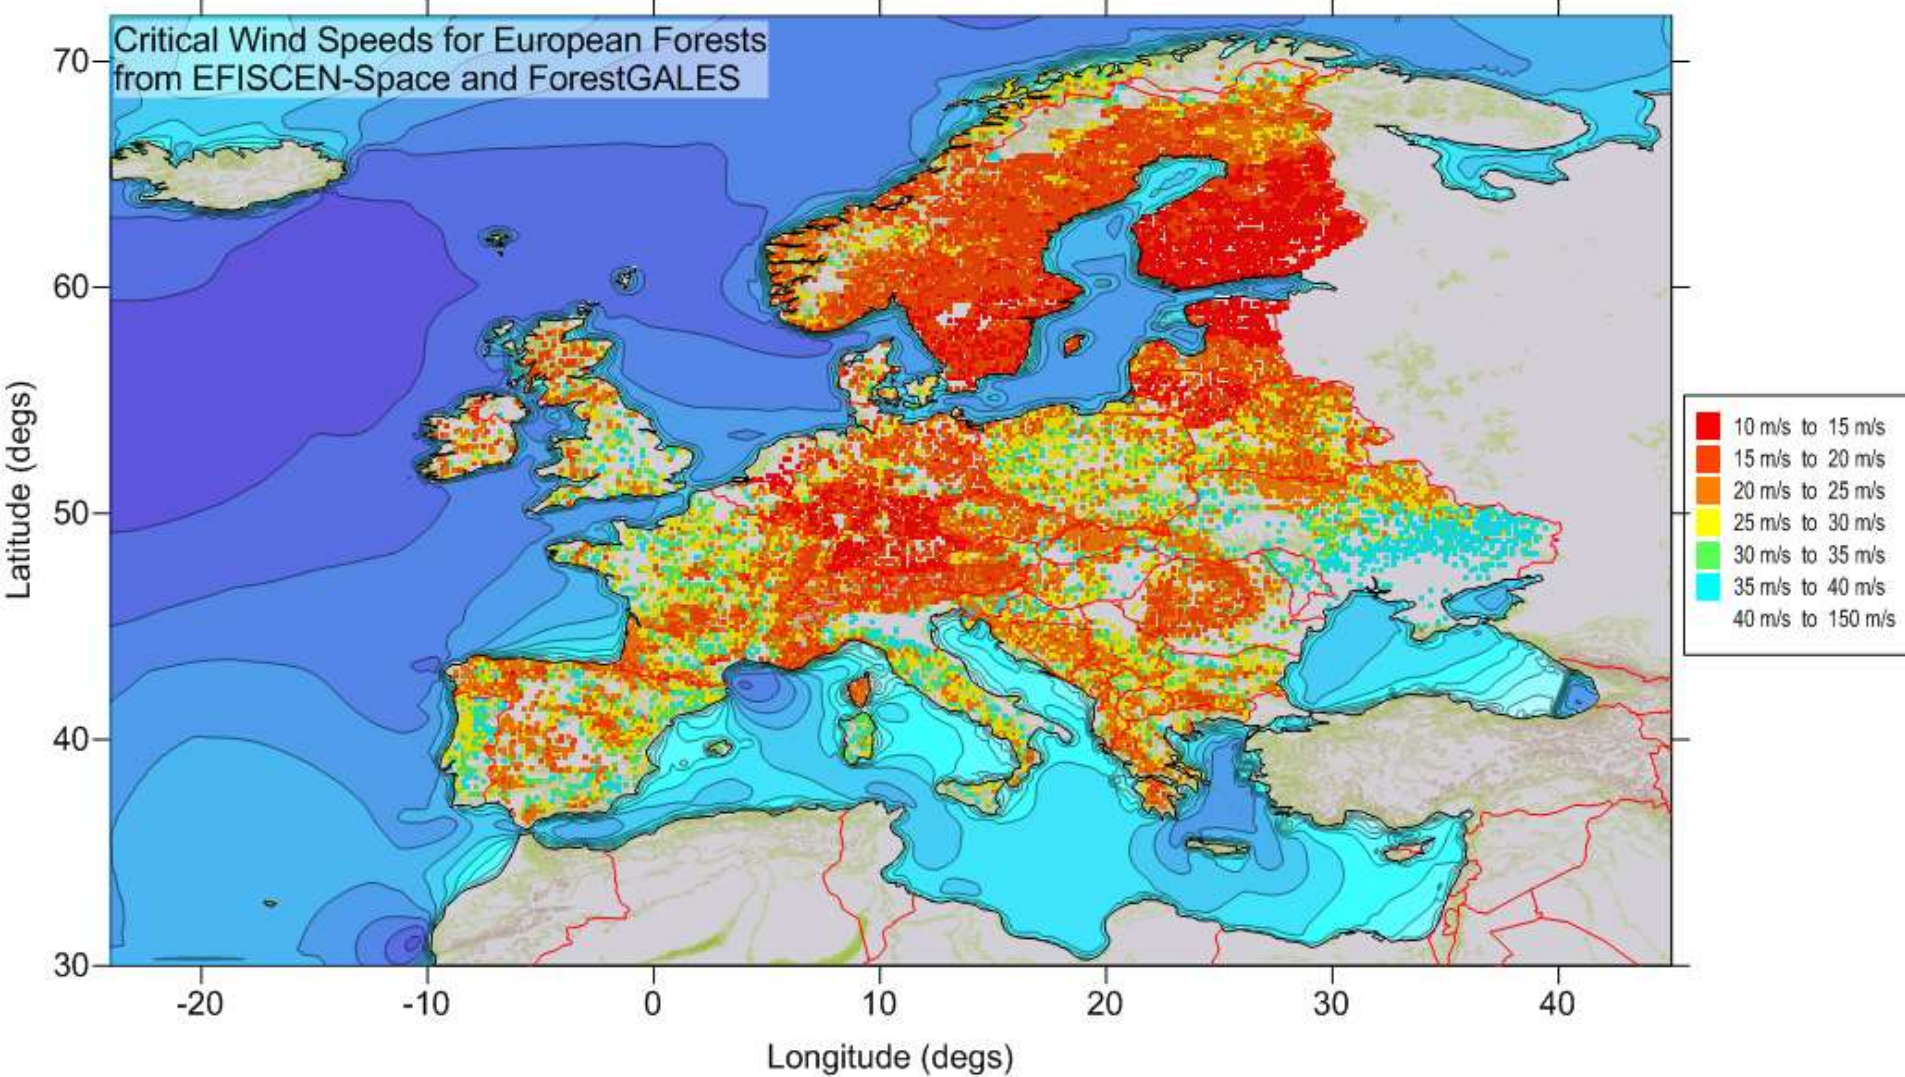 Critical Wind Speeds for European Forests
from EFISCEN-Space and ForestGALES
70
60
50
40
30
Latitude (degs)
-20
-10
0
10
20
30
40
Longitude (degs)
10 m/s to 15 m/s
15 m/s to 20 m/s
20 m/s to 25 m/s
25 m/s to 30 m/s
30 m/s to 35 m/s
35 m/s to 40 m/s
40 m/s to 150 m/s